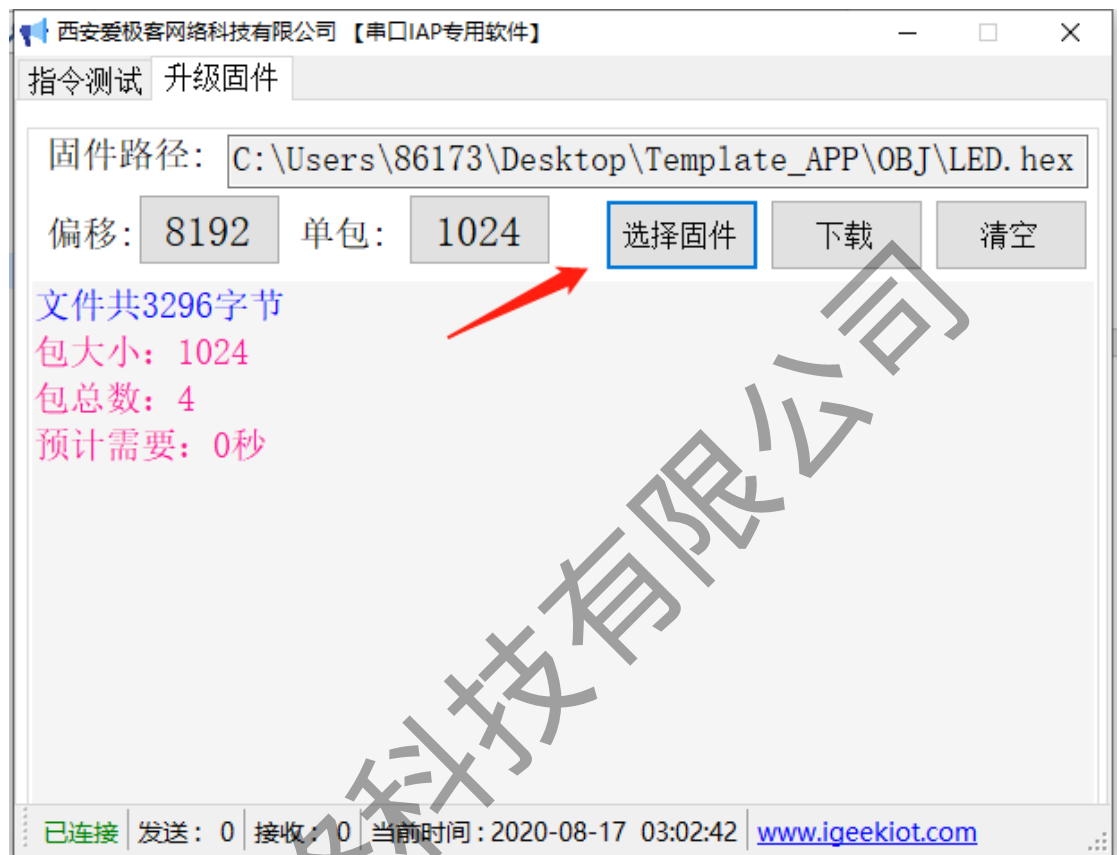 西安爱极客网络科技有限公司 【串口IAP专用软件】
指令测试 升级固件
固件路径: C:\Users\86173\Desktop\Template_APP\OBJ\LED.hex
偏移: 8192 单包: 1024 选择固件 下载 清空
文件共3296字节
包大小：1024
包总数：4
预计需要：0秒
络科技有限公司
已连接 发送： 0 接收： 0 当前时间：2020-08-17 03:02:42 www.igeekiot.com